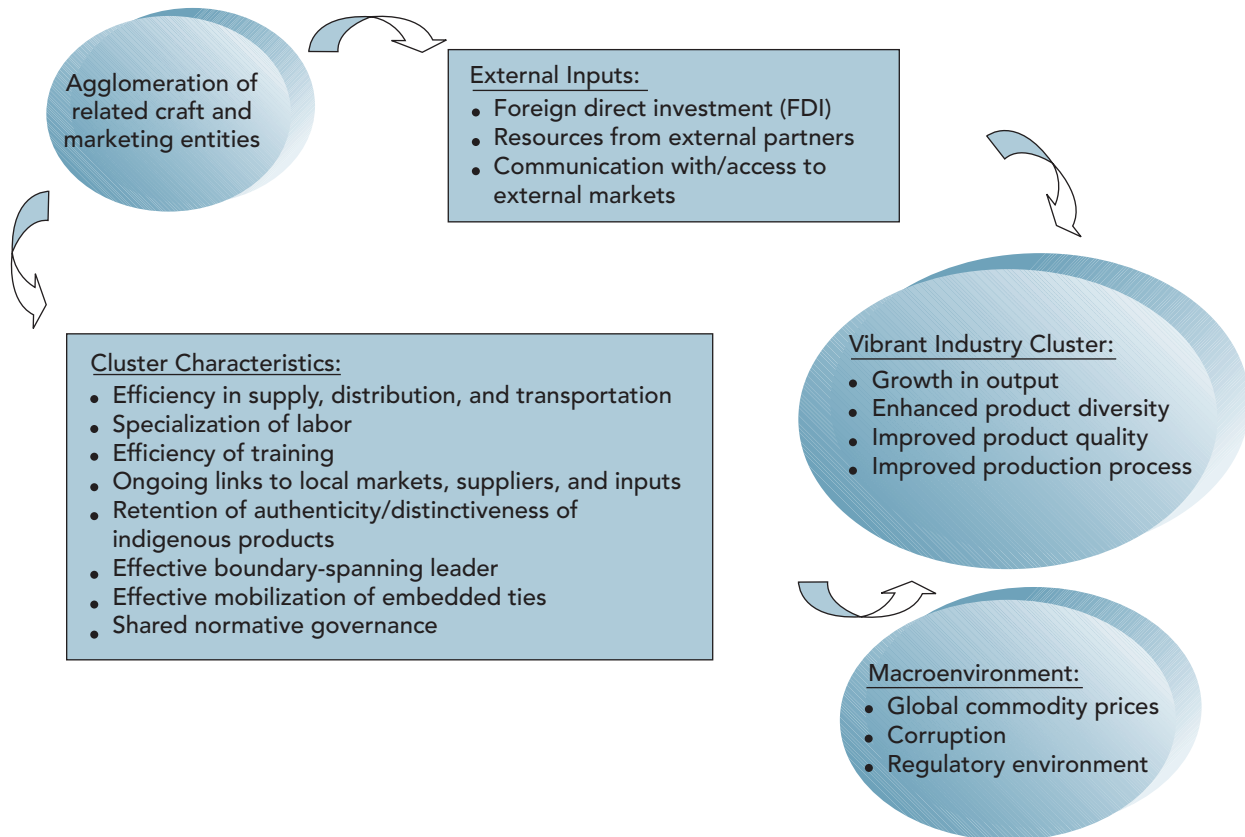 Agglomeration of
related craft and
marketing entities
External Inputs:
• Foreign direct investment (FDI)
• Resources from external partners
• Communication with/access to
external markets
Cluster Characteristics:
• Efficiency in supply, distribution, and transportation
• Specialization of labor
• Efficiency of training
• Ongoing links to local markets, suppliers, and inputs
• Retention of authenticity/distinctiveness of
indigenous products
• Effective boundary-spanning leader
• Effective mobilization of embedded ties
• Shared normative governance
Vibrant Industry Cluster:
• Growth in output
• Enhanced product diversity
• Improved product quality
• Improved production process
Macroenvironment:
• Global commodity prices
• Corruption
• Regulatory environment